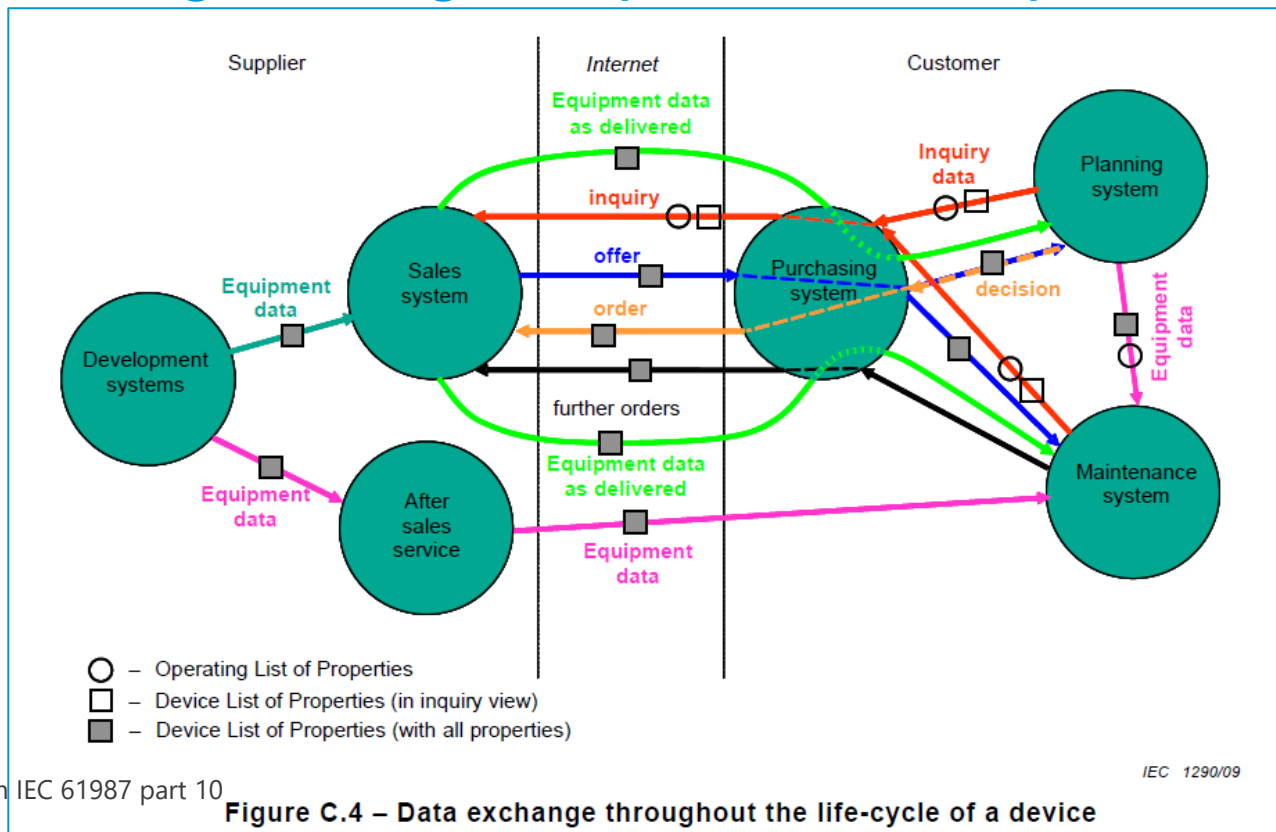 Supplier
Internet
Customer
Equipment data
as delivered
Inquiry
data
Planning
system
inquiry
Sales
system
offer
Purchasing
system
decision
Equipment
data
order
Equipment
data
Development
systems
further orders
Equipment data
as delivered
Maintenance
system
Equipment
data
After
sales
service
Equipment
data
– Operating List of Properties
– Device List of Properties (in inquiry view)
– Device List of Properties (with all properties)
IEC 1290/09
IEC 61987 part 10
Figure C.4 – Data exchange throughout the life-cycle of a device